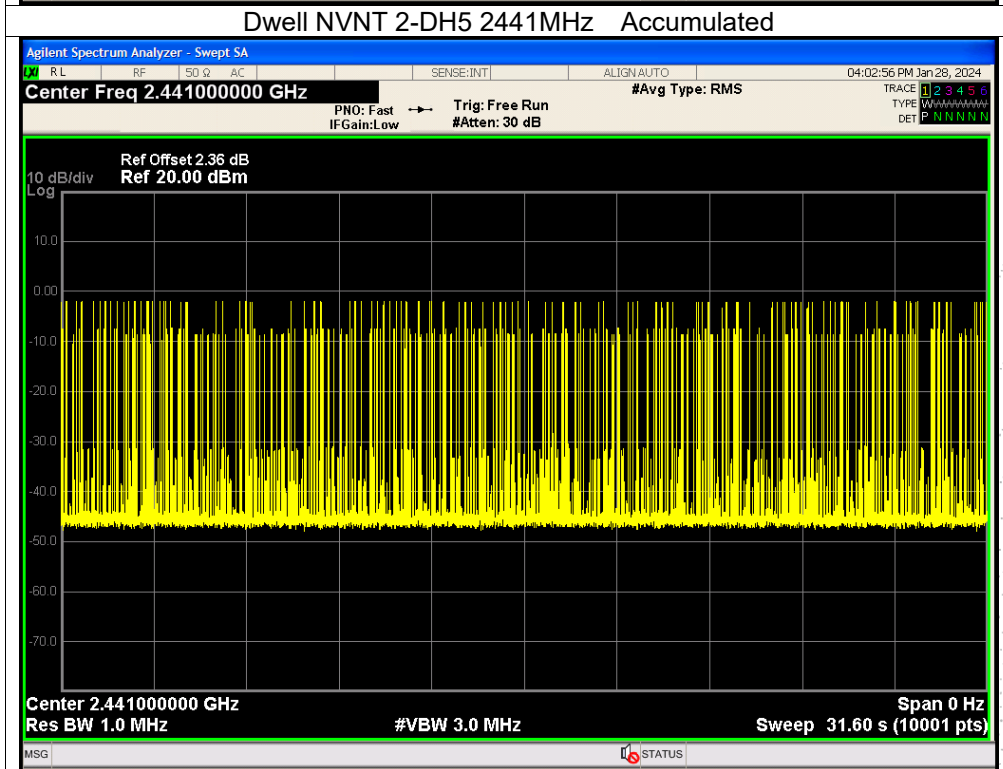 Dwell NVNT 2-DH5 2441MHz Accumulated
Agilent Spectrum Analyzer - Swept SA
LXI RL RF 50 Ω AC SENSE:INT ALIGN AUTO 04:02:56 PM Jan 28, 2024
Center Freq 2.441000000 GHz #Avg Type: RMS TRACE 1 2 3 4 5 6
PNO: Fast Trig: Free Run TYPE WWWWWW
IFGain:Low #Atten: 30 dB DET P N N N N N
Ref Offset 2.36 dB
10 dB/div Ref 20.00 dBm
Log
10.0
0.00
-10.0
-20.0
-30.0
-40.0
-50.0
-60.0
-70.0
Center 2.441000000 GHz Span 0 Hz
Res BW 1.0 MHz #VBW 3.0 MHz Sweep 31.60 s (10001 pts)
MSG STATUS